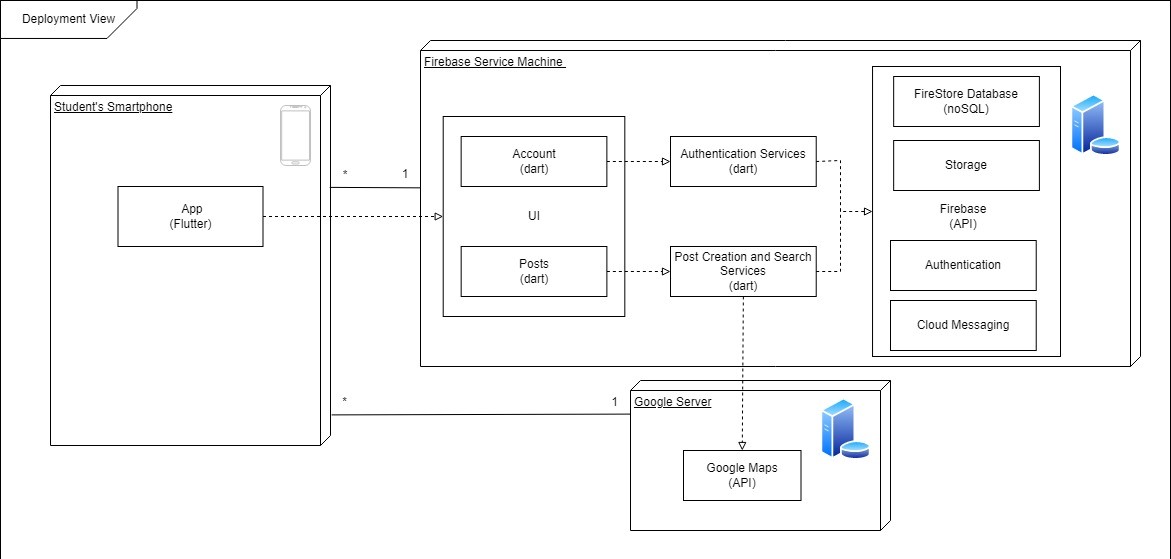 Deployment View
Firebase Service Machine
Student's Smartphone
App
(Flutter)
*
1
Account
(dart)
UI
Posts
(dart)
Authentication Services
(dart)
Post Creation and Search
Services
(dart)
FireStore Database
(noSQL)
Storage
Firebase
(API)
Authentication
Cloud Messaging
*
1
Google Server
Google Maps
(API)